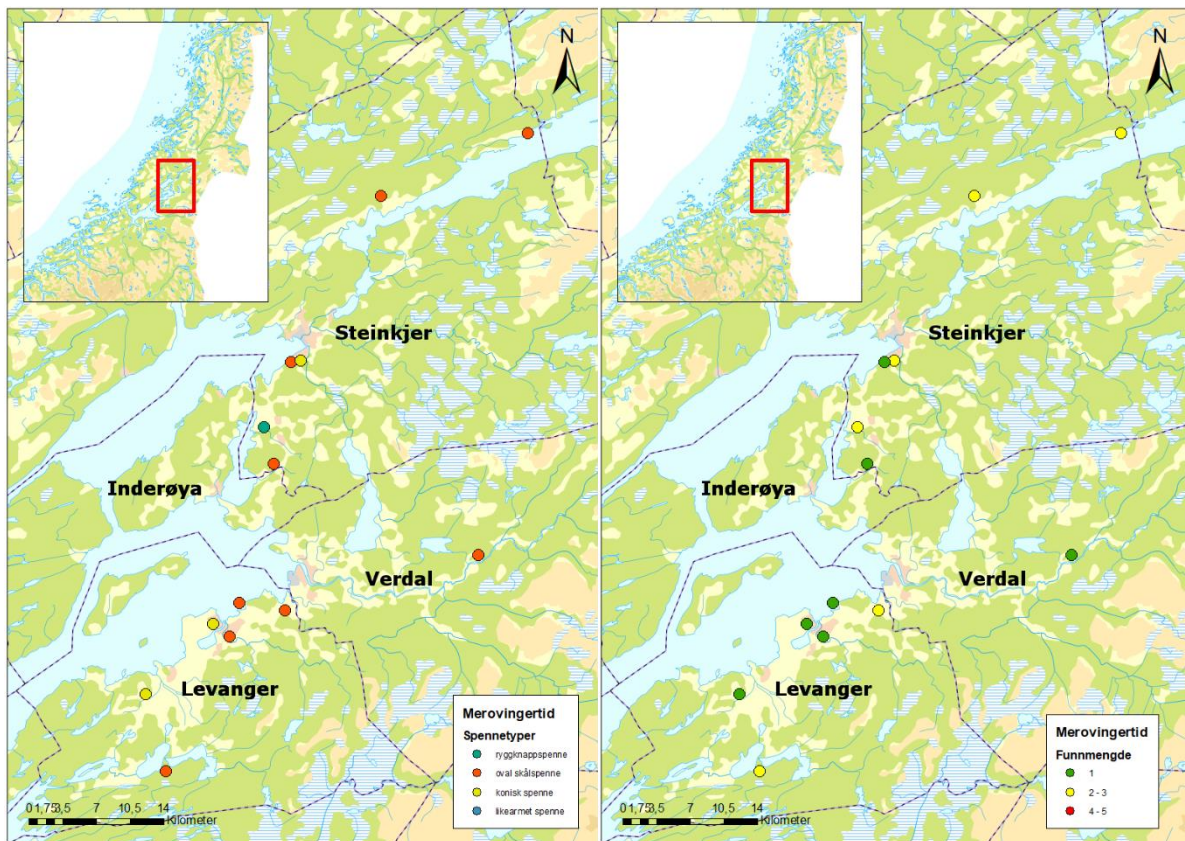 N
Steinkjer
Inderøya
Verdal
Levanger
Merovingertid
Spennetyper
ryggknappspenne
oval skålspenne
konisk spenne
likearmet spenne
0 1,75 3,5 7 10,5 14
Kilometer
N
Steinkjer
Inderøya
Verdal
Levanger
Merovingertid
Funnmengde
1
2 - 3
4 - 5
0 1,75 3,5 7 10,5 14
Kilometer